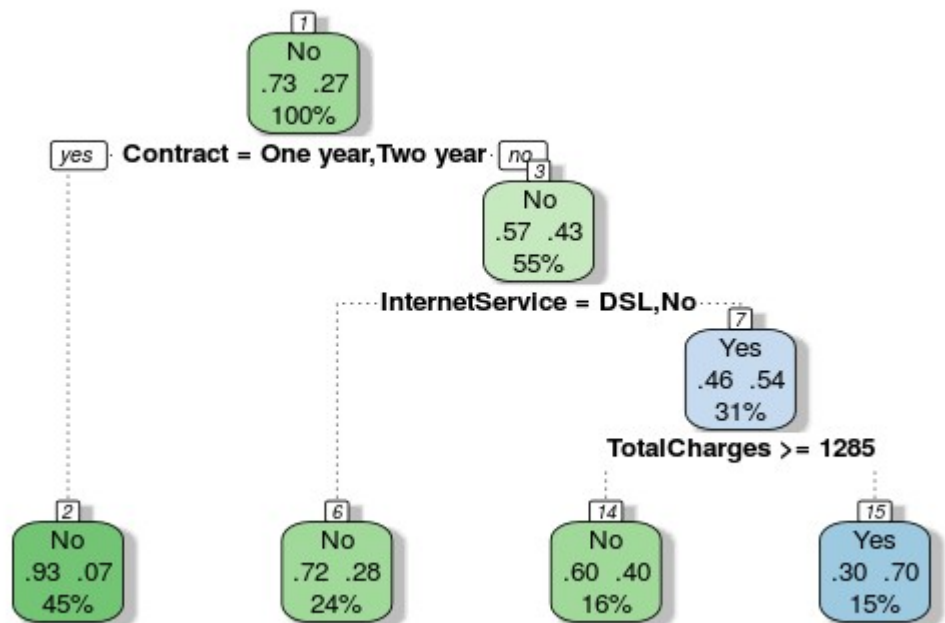 1
No
.73 .27
100%
yes Contract = One year,Two year no
3
No
.57 .43
55%
InternetService = DSL,No
7
Yes
.46 .54
31%
TotalCharges >= 1285
2
No
.93 .07
45%
6
No
.72 .28
24%
14
No
.60 .40
16%
15
Yes
.30 .70
15%